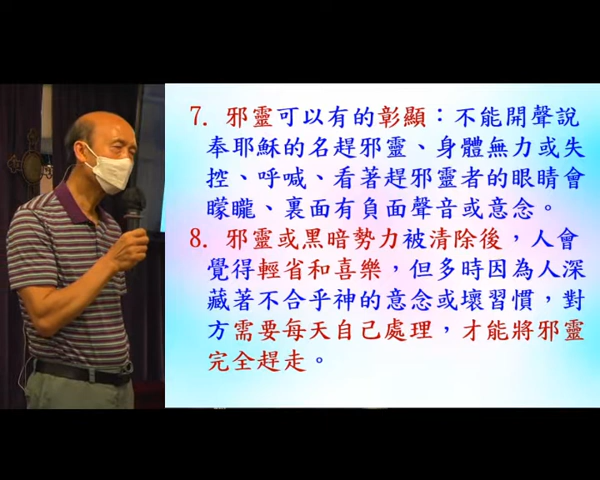 7. 邪靈可以有的彰顯：不能開聲說
奉耶穌的名趕邪靈、身體無力或失
控、呼喊、看著趕邪靈者的眼睛會
矇矓、裏面有負面聲音或意念。
8. 邪靈或黑暗勢力被清除後，人會
覺得輕省和喜樂，但多時因為人深
藏著不合乎神的意念或壞習慣，對
方需要每天自己處理，才能將邪靈
完全趕走。